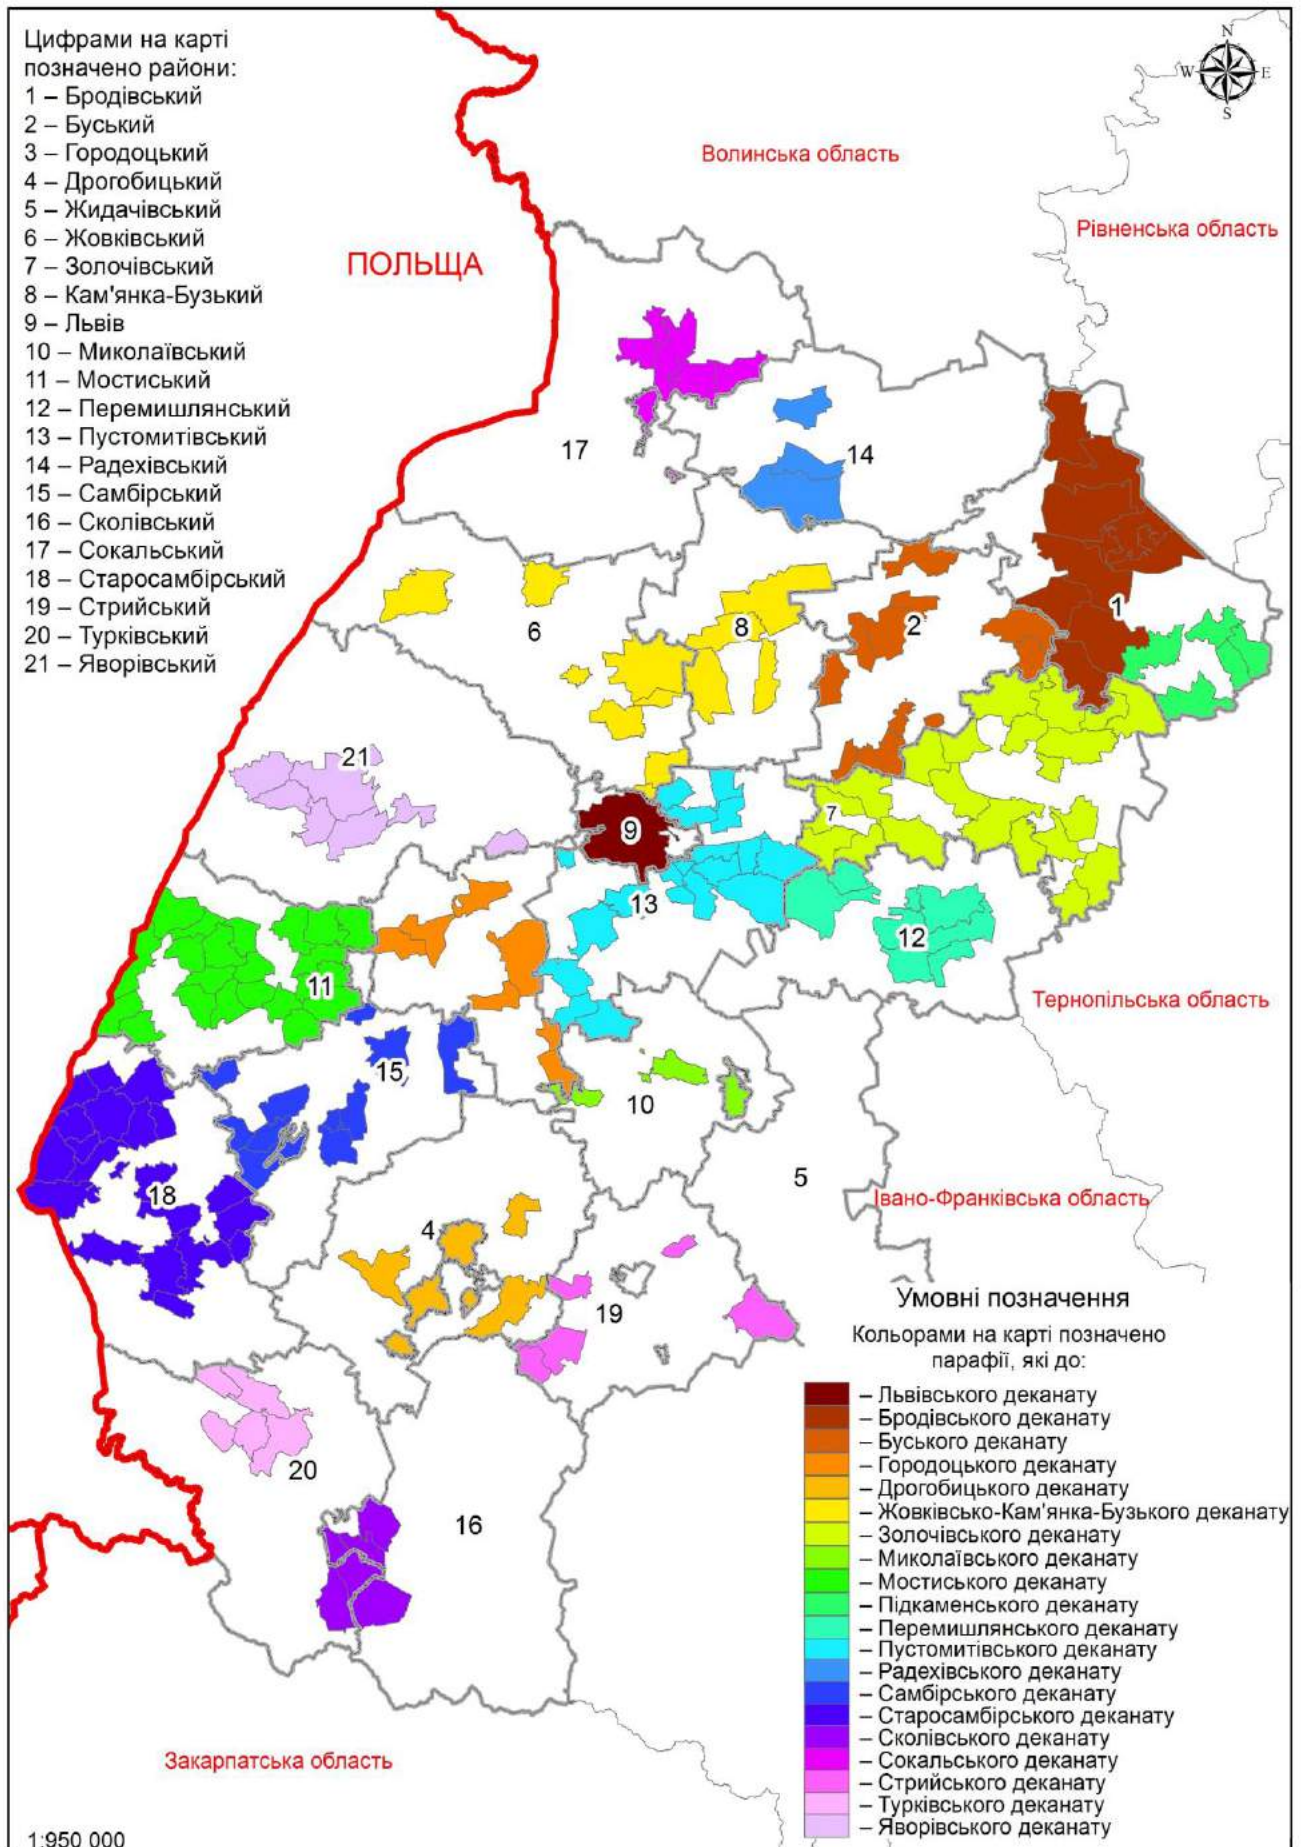 Цифрами на карті
позначено райони:
1 – Бродівський
2 – Буський
3 – Городоцький
4 – Дрогобицький
5 – Жидачівський
6 – Жовківський
7 – Золочівський
8 – Кам'янка-Бузький
9 – Львів
10 – Миколаївський
11 – Мостиський
12 – Перемишлянський
13 – Пустомитівський
14 – Радехівський
15 – Самбірський
16 – Сколівський
17 – Сокальський
18 – Старосамбірський
19 – Стрийський
20 – Турківський
21 – Яворівський
N
W E
S
Волинська область
Рівненська область
ПОЛЬЩА
17
14
1
6
8
2
21
9
7
13
12
11
Тернопільська область
15
10
5
18
Івано-Франківська область
4
19
20
16
Закарпатська область
1:950 000
Умовні позначення
Кольорами на карті позначено
парафії, які до:
– Львівського деканату
– Бродівського деканату
– Буського деканату
– Городоцького деканату
– Дрогобицького деканату
– Жовківсько-Кам'янка-Бузького деканату
– Золочівського деканату
– Миколаївського деканату
– Мостиського деканату
– Підкаменського деканату
– Перемишлянського деканату
– Пустомитівського деканату
– Радехівського деканату
– Самбірського деканату
– Старосамбірського деканату
– Сколівського деканату
– Сокальського деканату
– Стрийського деканату
– Турківського деканату
– Яворівського деканату